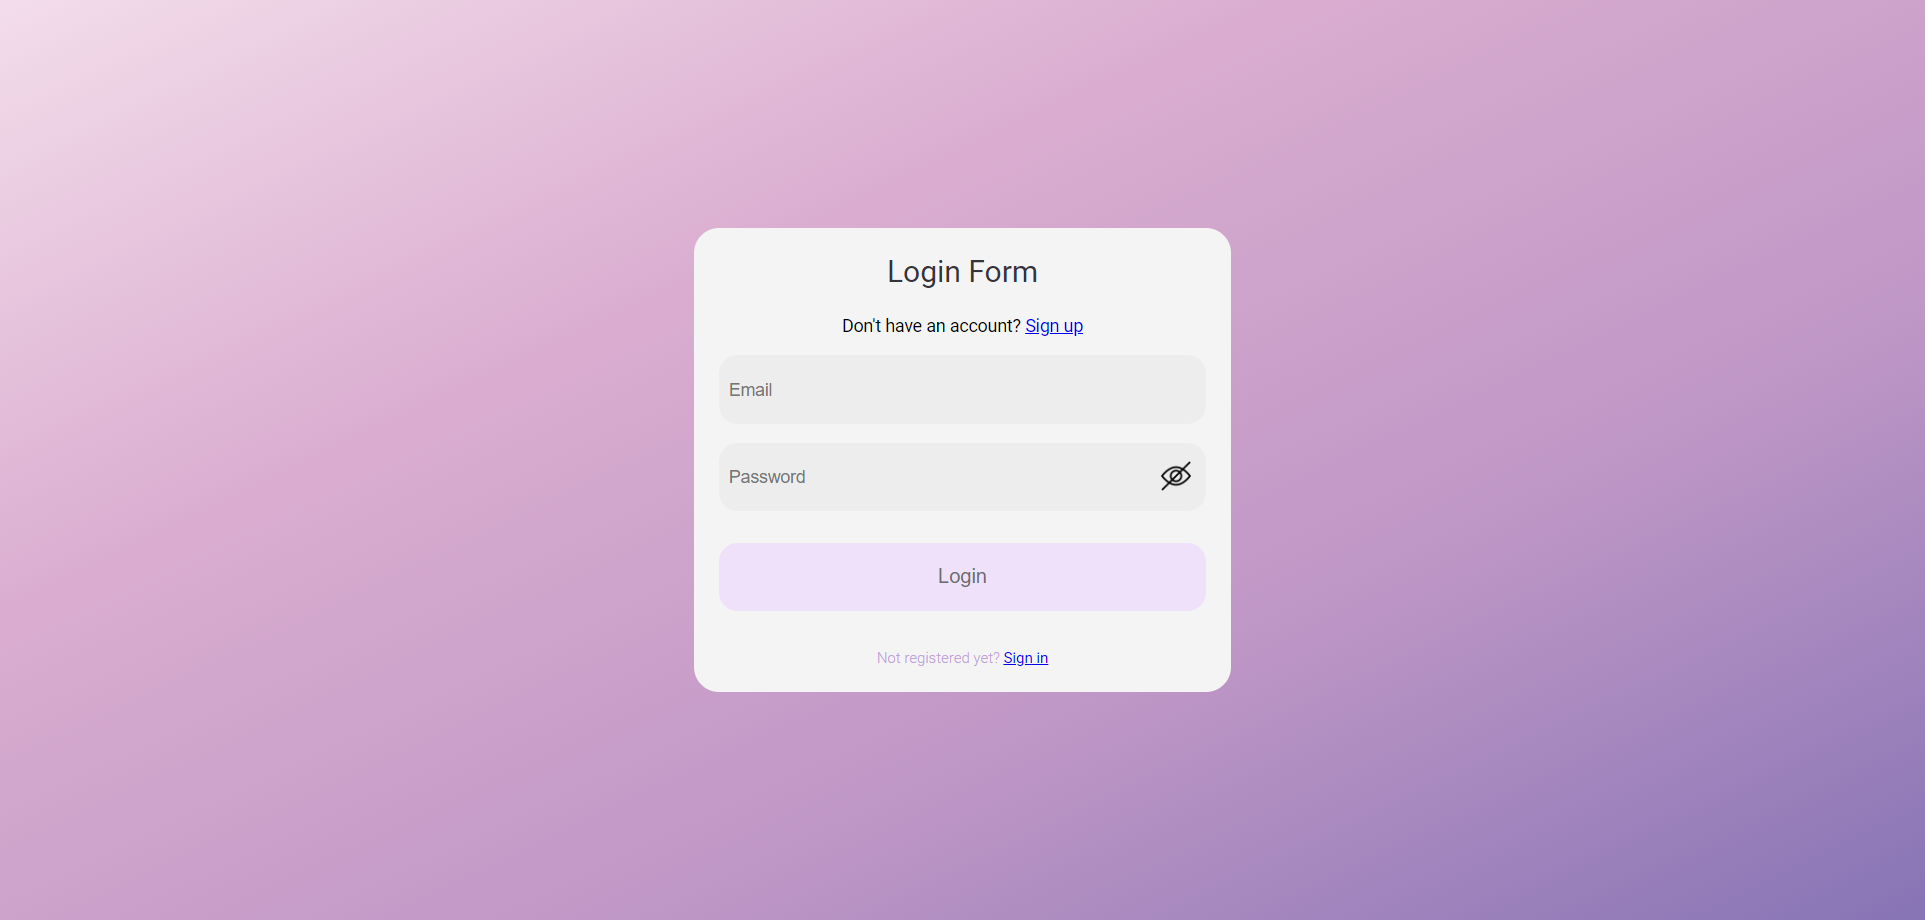 Login Form
Don't have an account? Sign up
Email
Password
Login
Not registered yet? Sign in